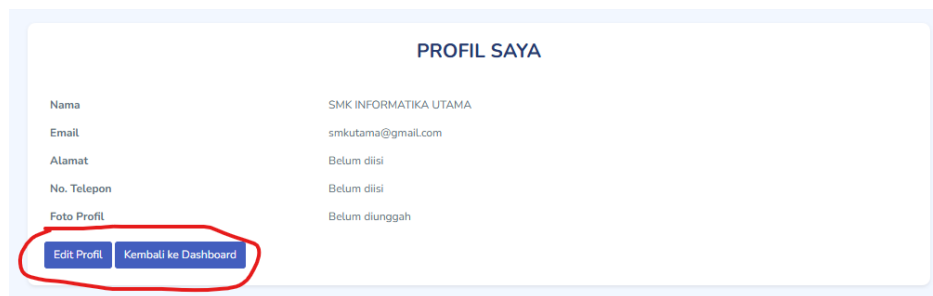 PROFIL SAYA
Nama SMK INFORMATIKA UTAMA
Email smkutama@gmail.com
Alamat Belum diisi
No. Telepon Belum diisi
Foto Profil Belum diunggah
Edit Profil Kembali ke Dashboard